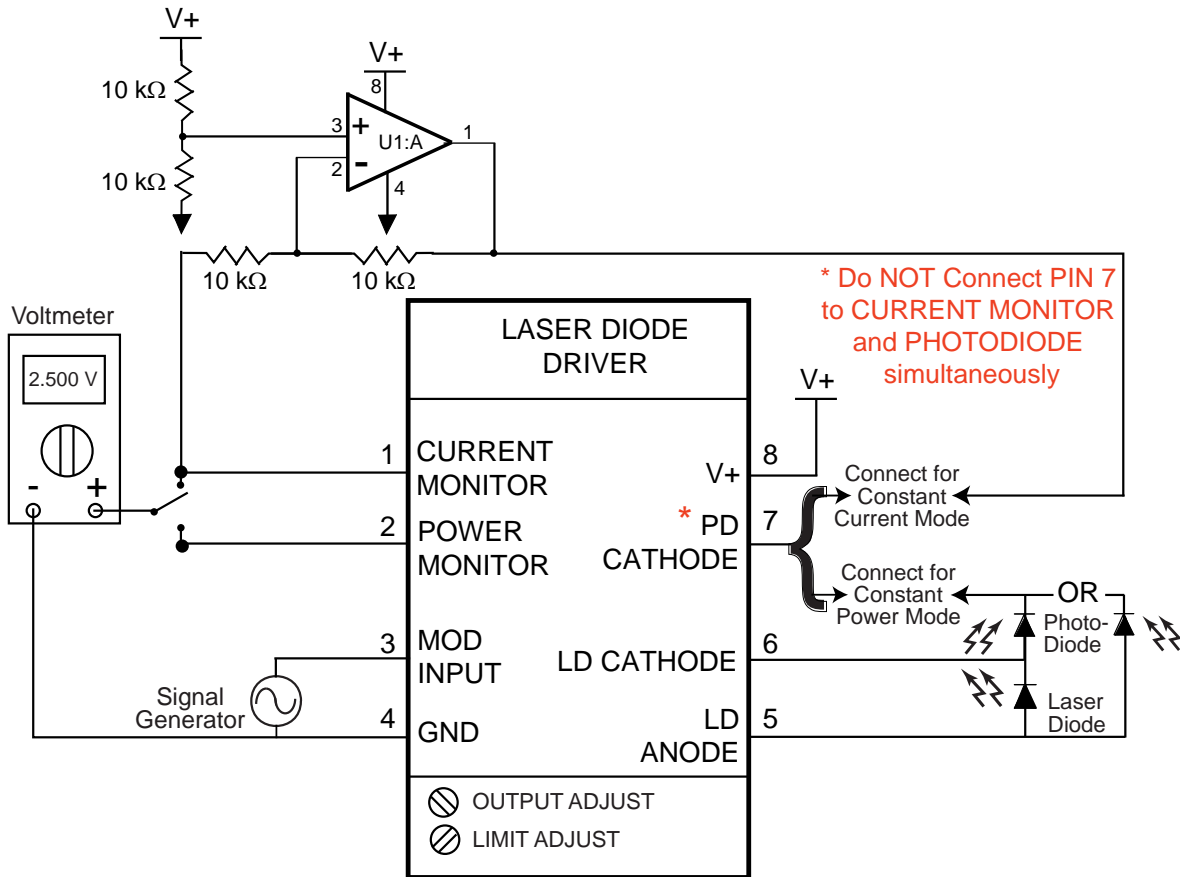 V+
10 kΩ
10 kΩ
V+
8
3
+
U1:A
1
2
-
4
10 kΩ
10 kΩ
* Do NOT Connect PIN 7
to CURRENT MONITOR
and PHOTODIODE
simultaneously
Voltmeter
2.500 V
-
+
LASER DIODE
DRIVER
1
CURRENT
MONITOR
2
POWER
MONITOR
3
MOD
INPUT
4
GND
Signal
Generator
V+
8
V+
7
* PD
CATHODE
6
LD CATHODE
5
LD
ANODE
Connect for
Constant
Current Mode
Connect for
Constant
Power Mode
OR
Photo-
Diode
Laser
Diode
OUTPUT ADJUST
LIMIT ADJUST